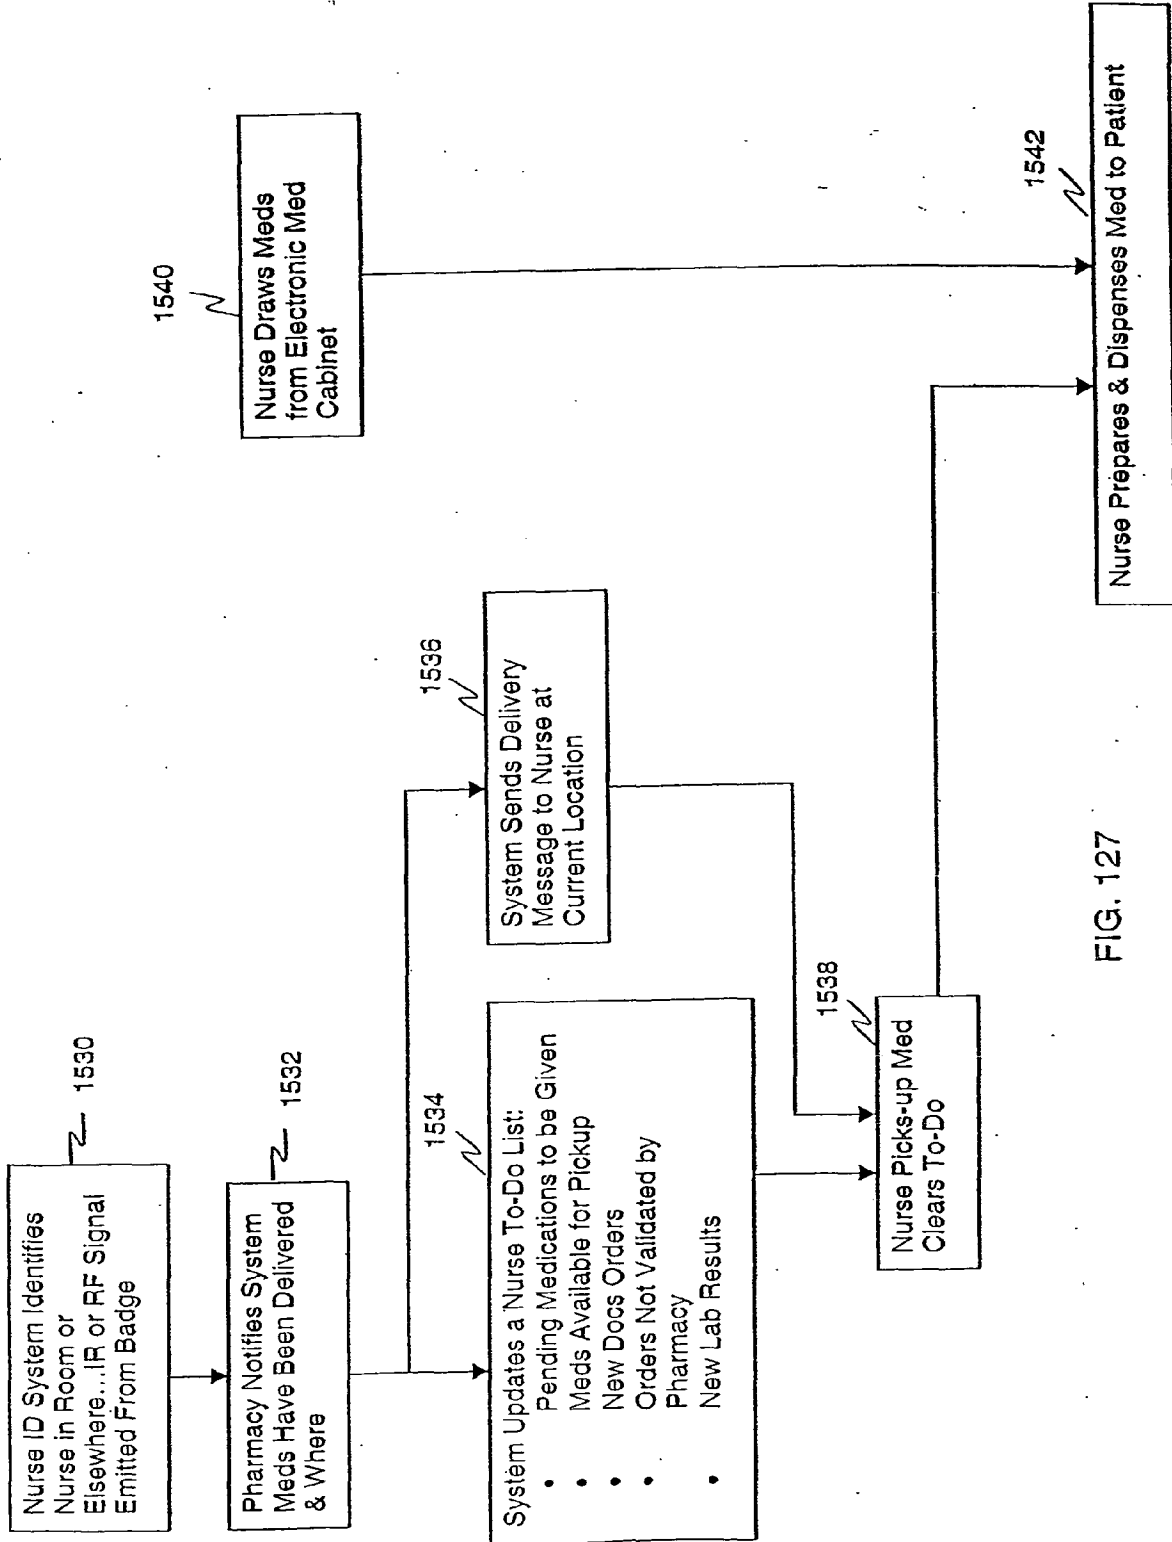 Nurse ID System Identifies
Nurse in Room or
Elsewhere...IR or RF Signal
Emitted From Badge
1530
Pharmacy Notifies System
Meds Have Been Delivered
& Where
1532
System Updates a Nurse To-Do List:
• Pending Medications to be Given
• Meds Available for Pickup
• New Docs Orders
• Orders Not Validated by
Pharmacy
• New Lab Results
1534
System Sends Delivery
Message to Nurse at
Current Location
1536
Nurse Picks-up Med
Clears To-Do
1538
Nurse Draws Meds
from Electronic Med
Cabinet
1540
Nurse Prepares & Dispenses Med to Patient
1542
FIG. 127